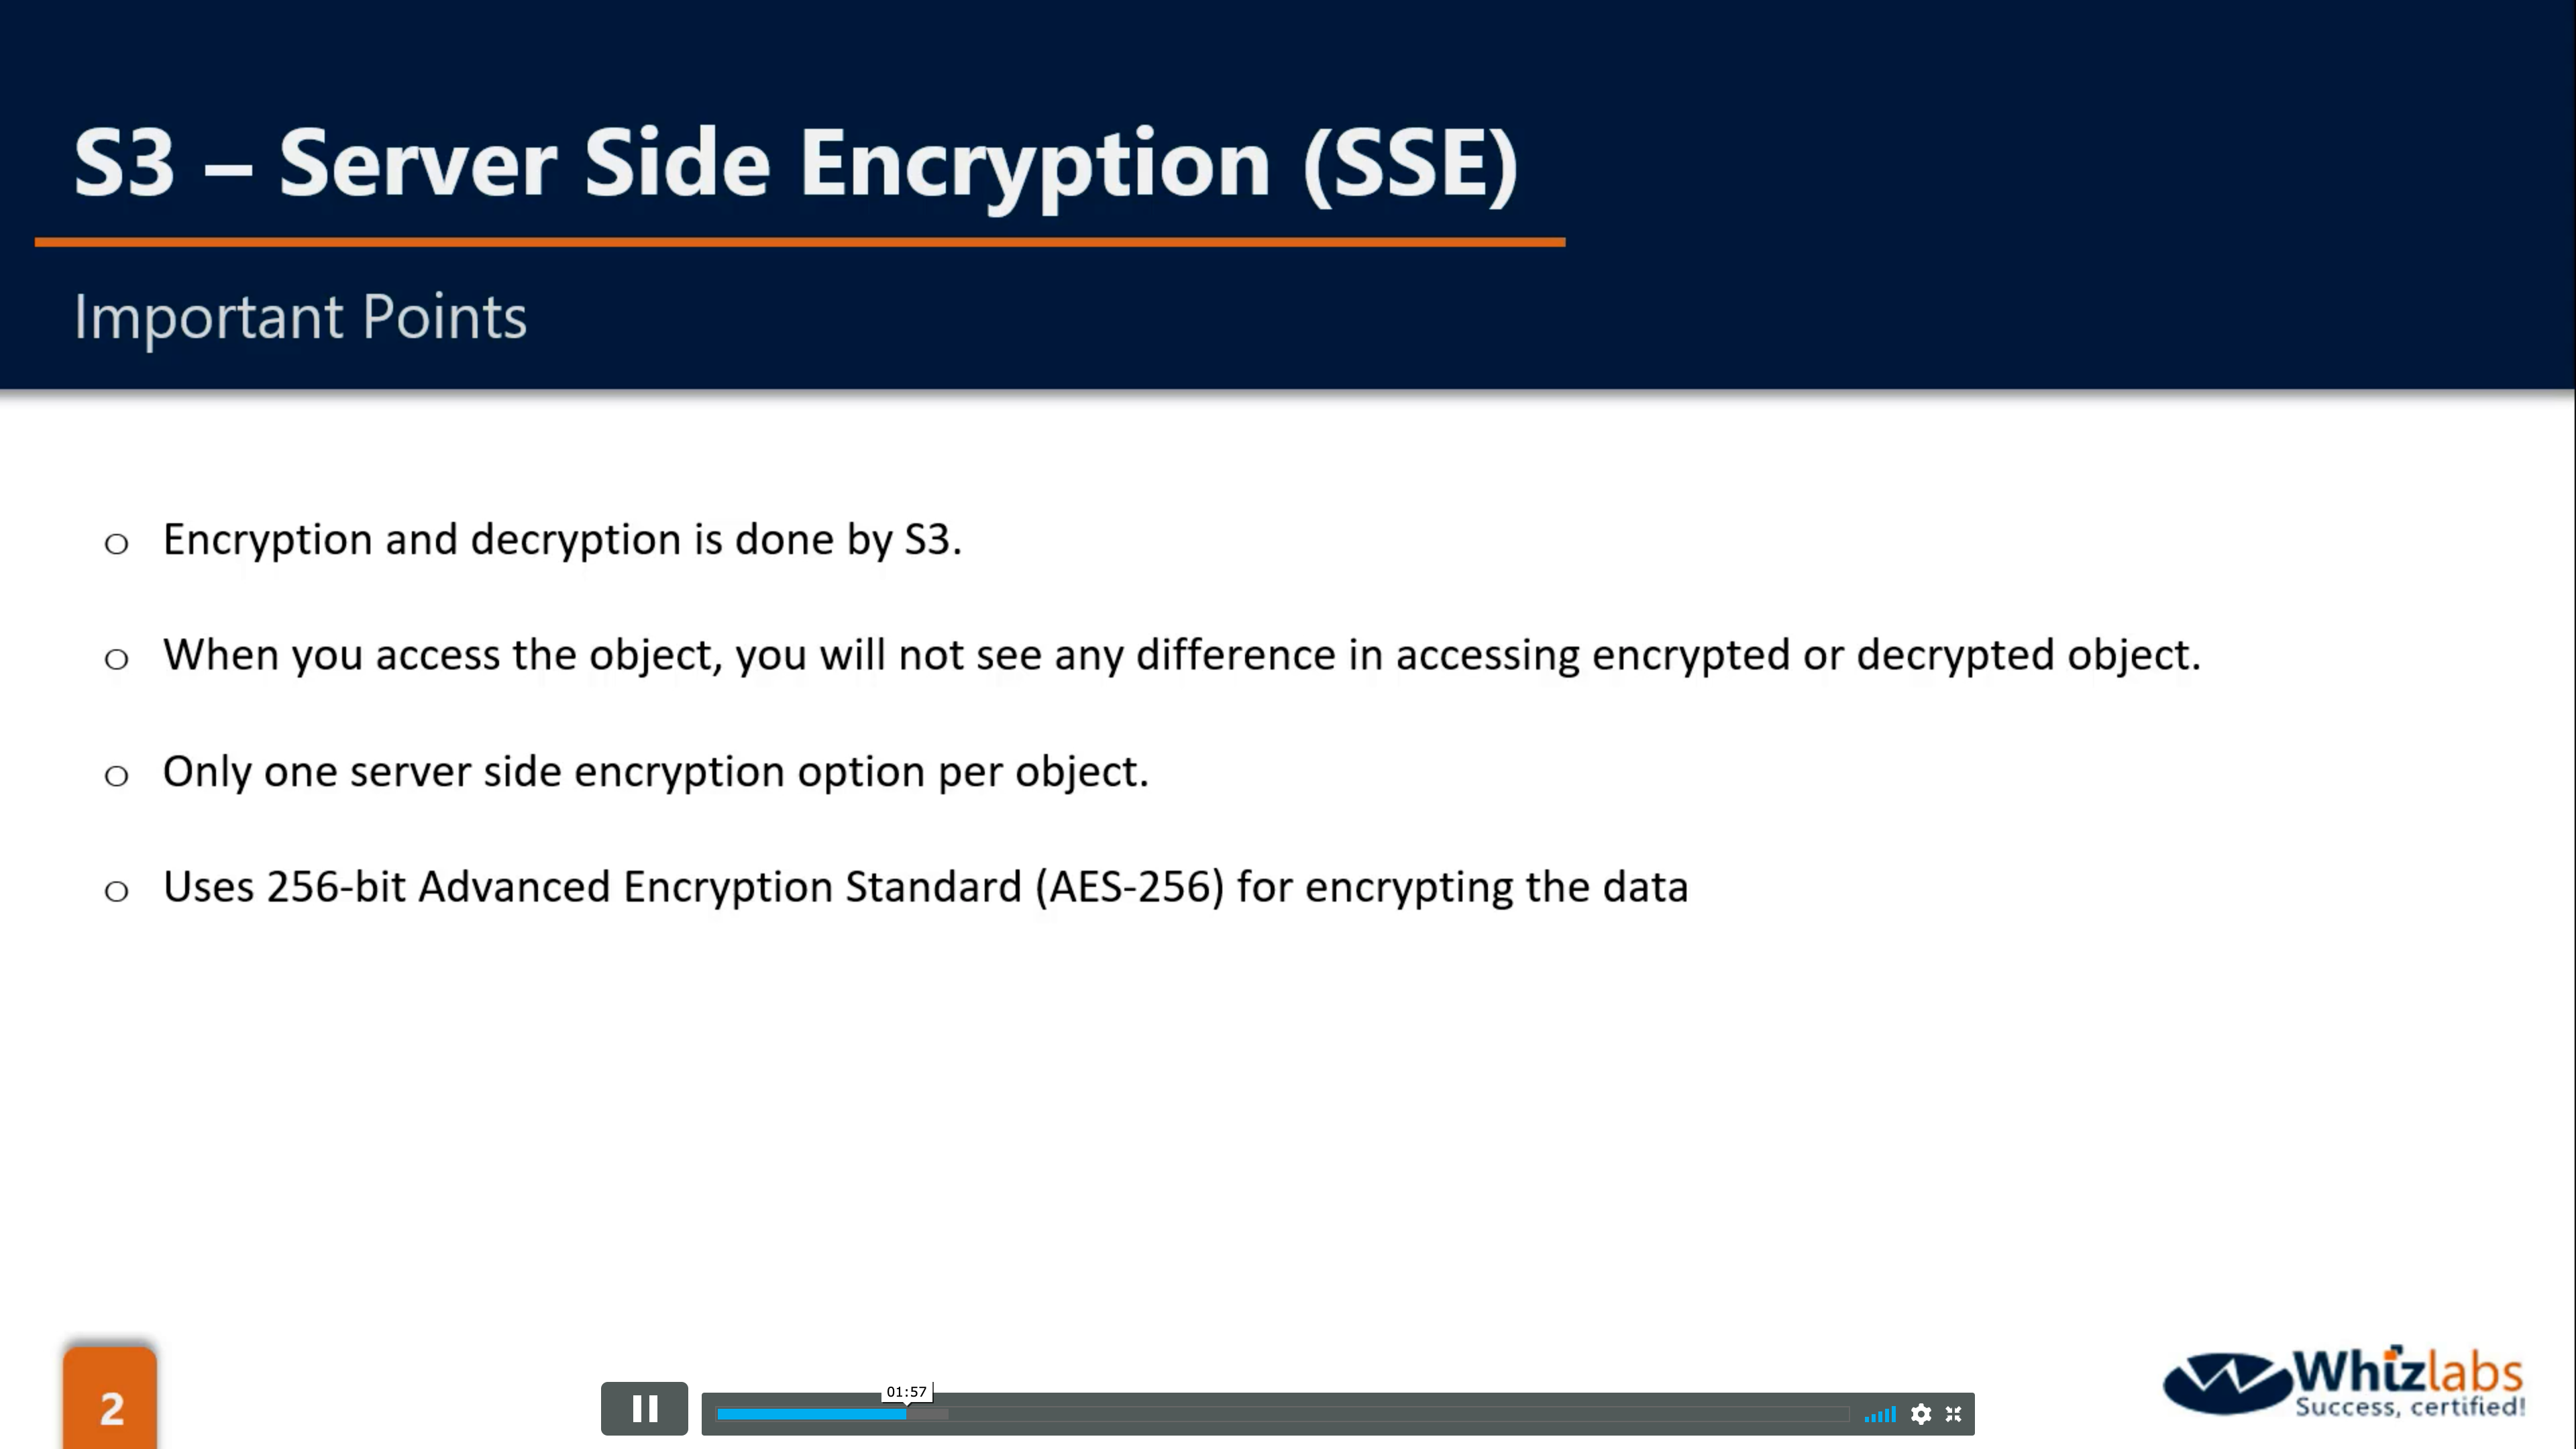 S3 – Server Side Encryption (SSE)
Important Points
o Encryption and decryption is done by S3.
o When you access the object, you will not see any difference in accessing encrypted or decrypted object.
o Only one server side encryption option per object.
o Uses 256-bit Advanced Encryption Standard (AES-256) for encrypting the data
2
01:57
Whizlabs
Success, certified!